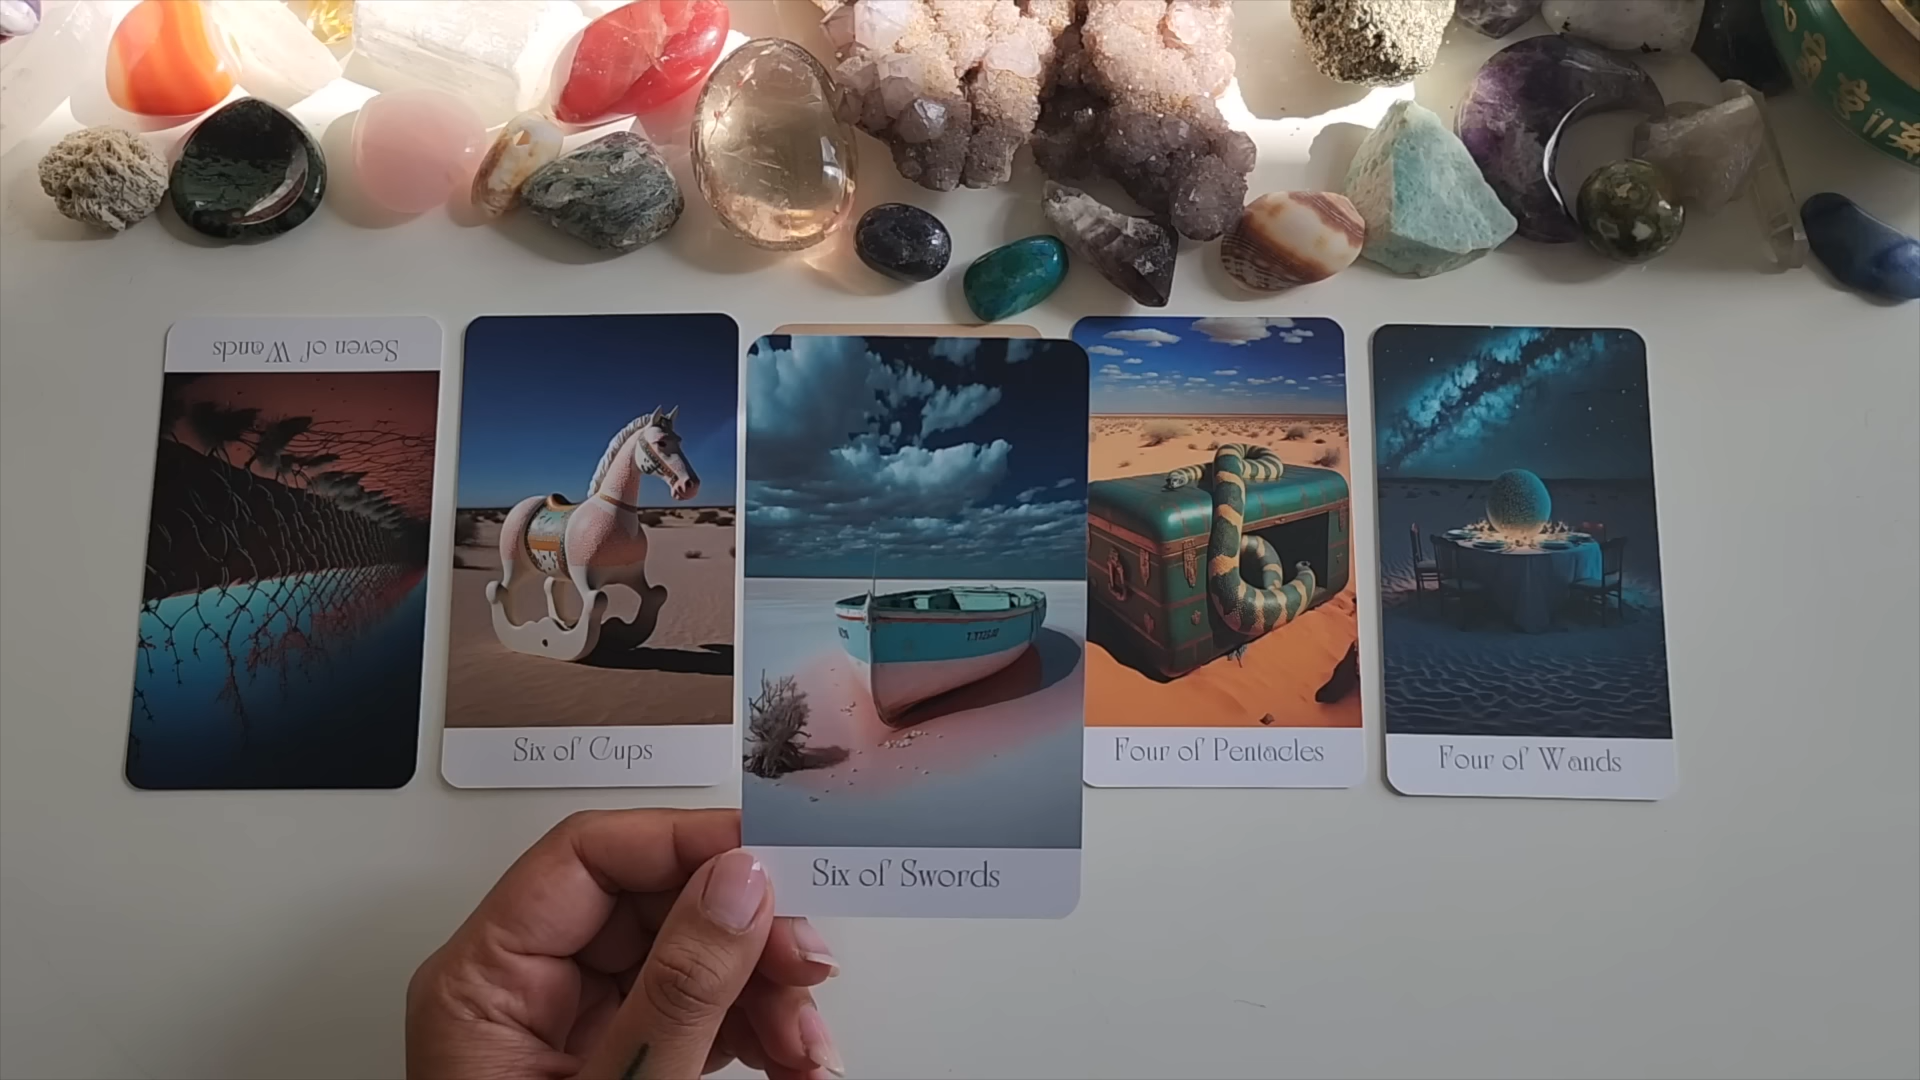 Seven of Wands
Six of Cups
Six of Swords
Four of Pentacles
Four of Wands